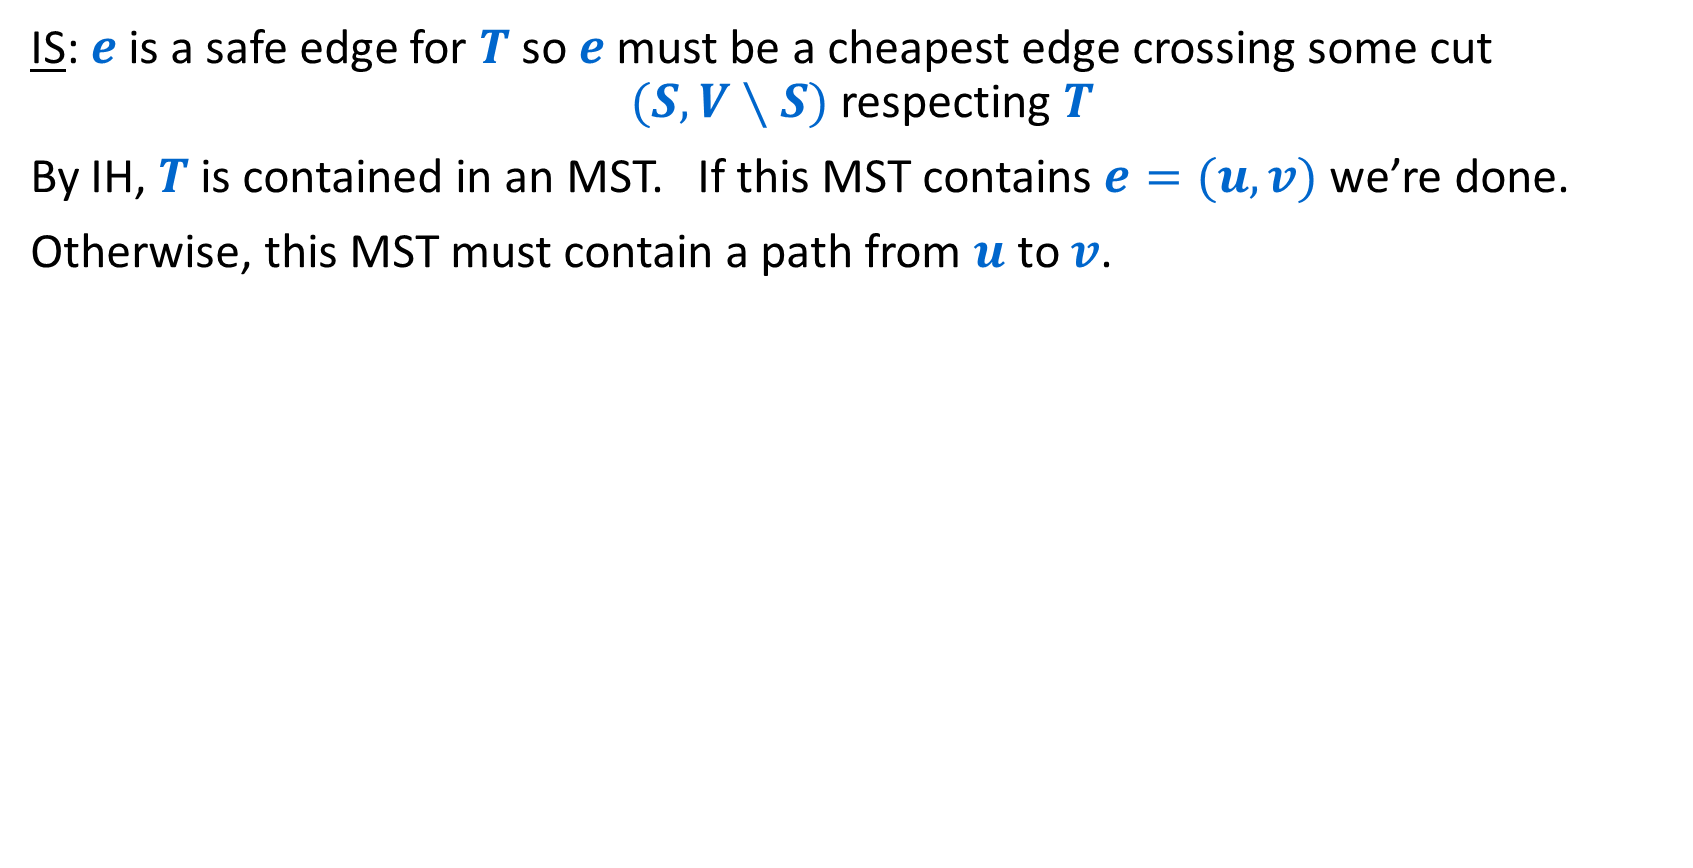 IS: e is a safe edge for T so e must be a cheapest edge crossing some cut
(S, V \ S) respecting T
By IH, T is contained in an MST. If this MST contains e = (u, v) we’re done.
Otherwise, this MST must contain a path from u to v.